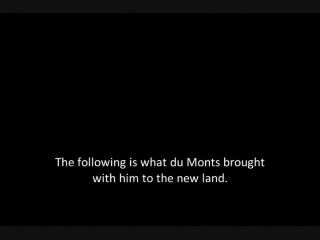 The following is what du Monts brought
with him to the new land.